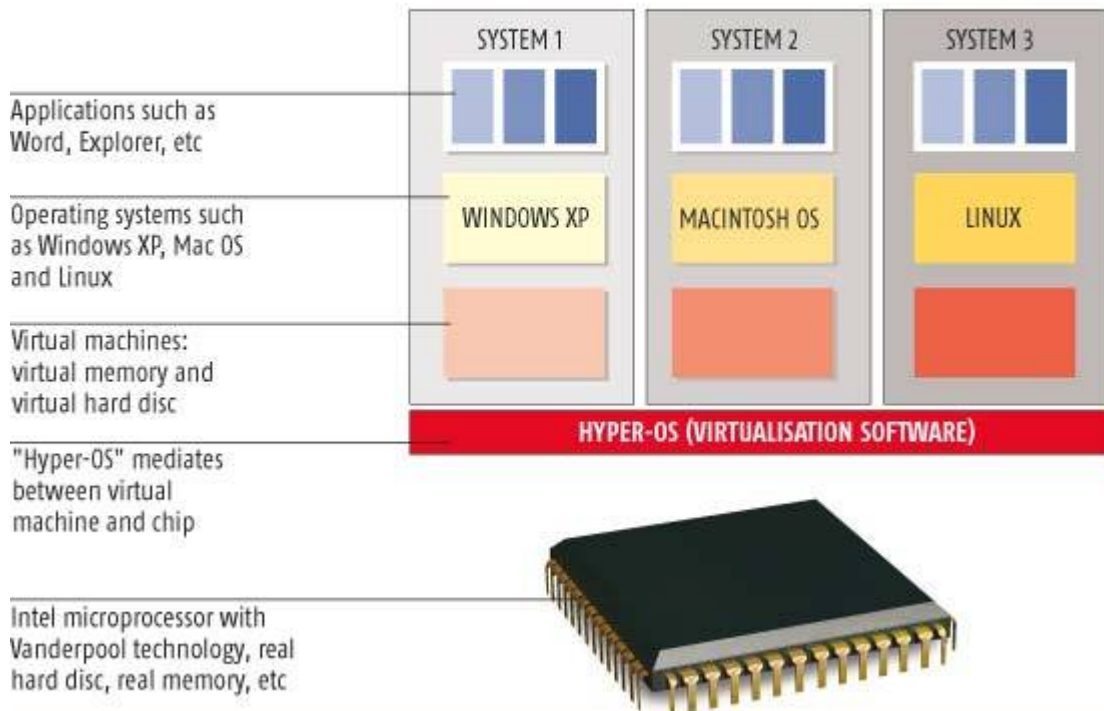 SYSTEM 1
SYSTEM 2
SYSTEM 3
Applications such as
Word, Explorer, etc
Operating systems such
as Windows XP, Mac OS
and Linux
WINDOWS XP
MACINTOSH OS
LINUX
Virtual machines:
virtual memory and
virtual hard disc
HYPER-OS (VIRTUALISATION SOFTWARE)
"Hyper-OS" mediates
between virtual
machine and chip
Intel microprocessor with
Vanderpool technology, real
hard disc, real memory, etc